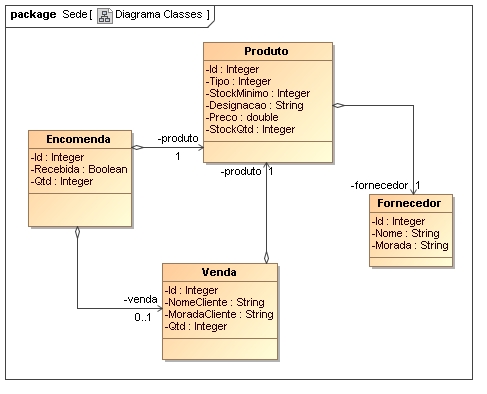 package Sede [ Diagrama Classes ]
Produto
-Id : Integer
-Tipo : Integer
-StockMinimo : Integer
-Designacao : String
-Preco : double
-StockQtd : Integer
Encomenda
-Id : Integer
-Recebida : Boolean
-Qtd : Integer
-produto
1
-produto
1
-fornecedor
1
Fornecedor
-Id : Integer
-Nome : String
-Morada : String
Venda
-Id : Integer
-NomeCliente : String
-MoradaCliente : String
-Qtd : Integer
-venda
0..1